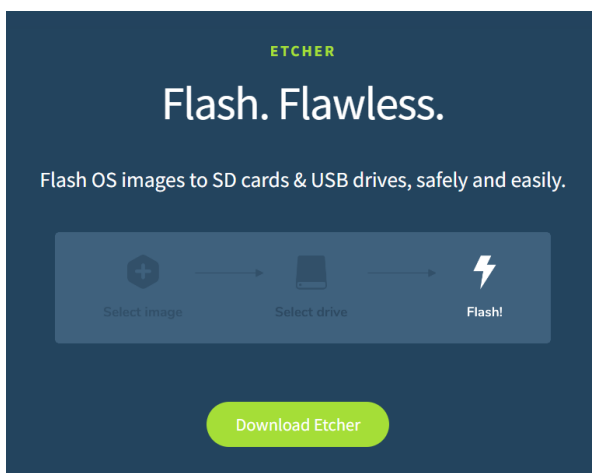 ETCHER
Flash. Flawless.
Flash OS images to SD cards & USB drives, safely and easily.
Select image
Select drive
Flash!
Download Etcher